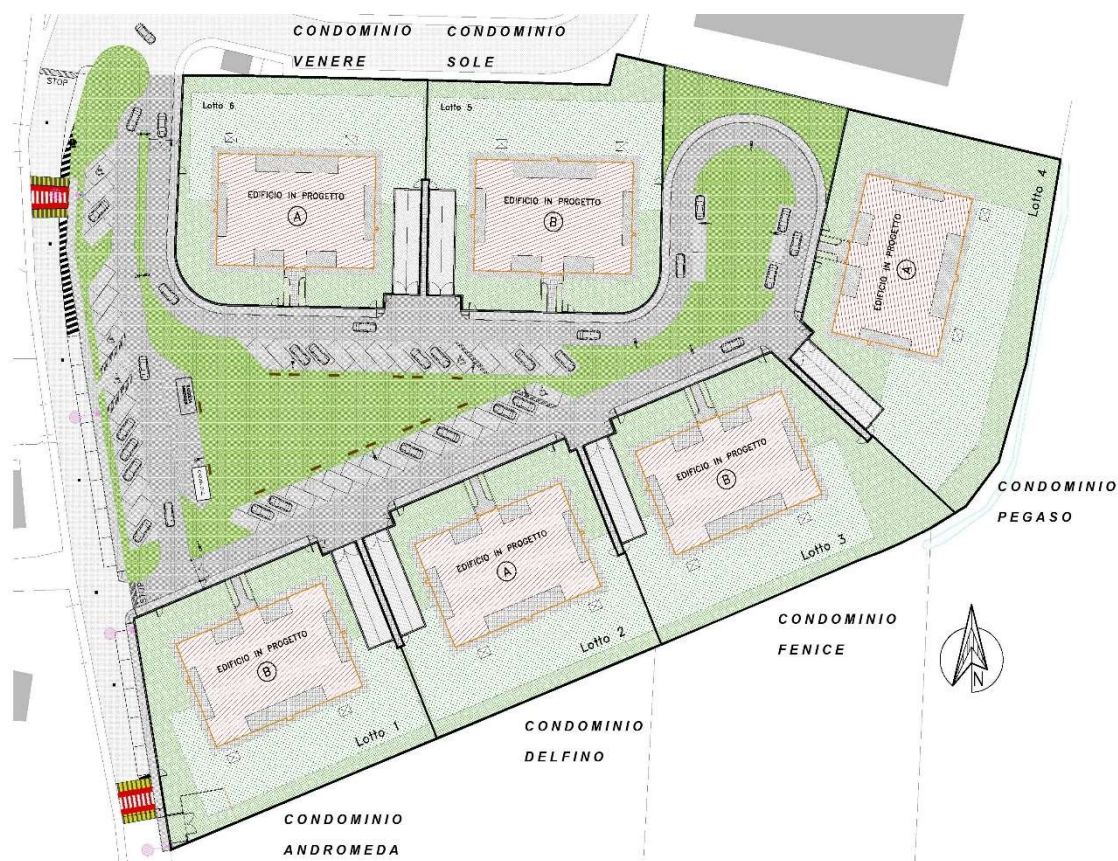 CONDOMINIO
VENERE
CONDOMINIO
SOLE
STOP
Lotto 6
Lotto 5
EDIFICIO IN PROGETTO
A
EDIFICIO IN PROGETTO
B
Lotto 4
EDIFICIO IN PROGETTO
A
EDIFICIO IN PROGETTO
B
Lotto 3
CONDOMINIO
PEGASO
EDIFICIO IN PROGETTO
A
Lotto 2
CONDOMINIO
FENICE
N
EDIFICIO IN PROGETTO
B
Lotto 1
STOP
CONDOMINIO
DELFINO
CONDOMINIO
ANDROMEDA